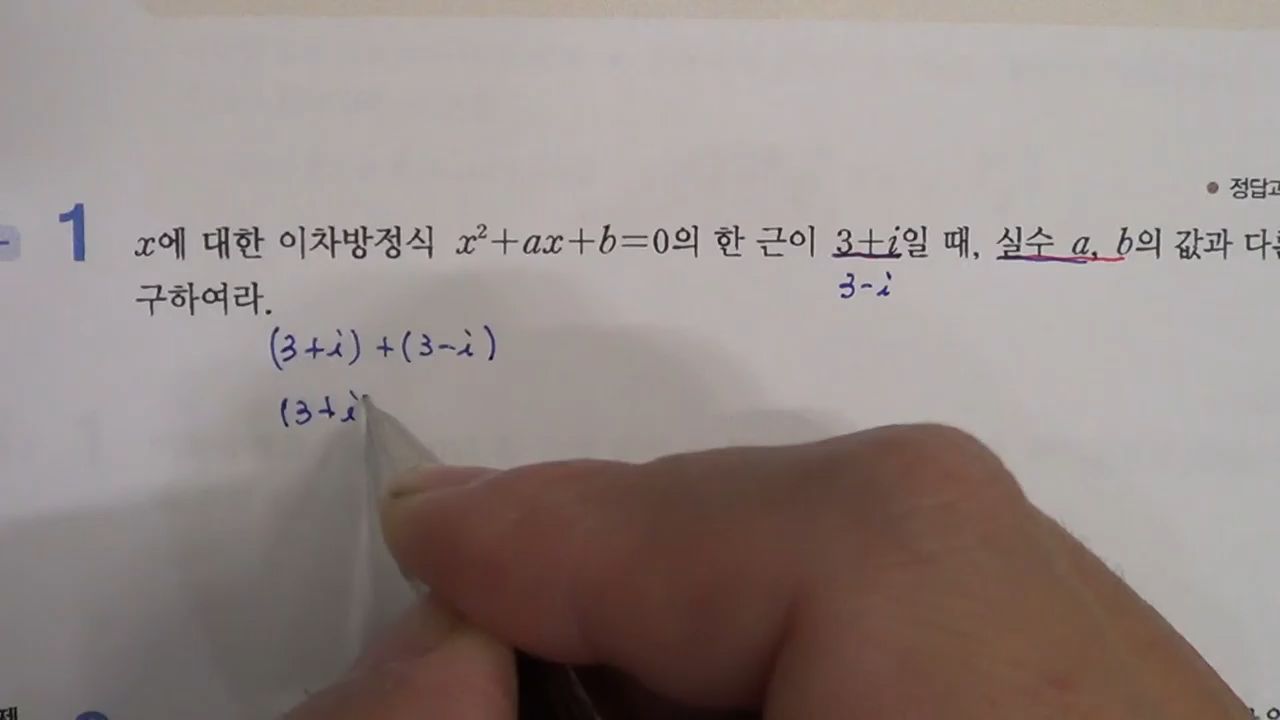 정답과
1
x에 대한 이차방정식 x²+ax+b=0의 한 근이 3+i일 때, 실수 a, b의 값과
3-i
구하여라.
(3+i) +(3-i)
(3+i